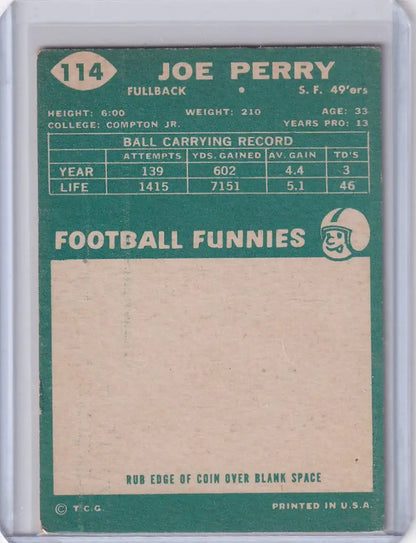 114 JOE PERRY
FULLBACK • S. F. 49'ers
HEIGHT: 6:00 WEIGHT: 210 AGE: 33
COLLEGE: COMPTON JR. YEARS PRO: 13
BALL CARRYING RECORD
ATTEMPTS YDS. GAINED AV. GAIN TD'S
YEAR 139 602 4.4 3
LIFE 1415 7151 5.1 46
FOOTBALL FUNNIES
RUB EDGE OF COIN OVER BLANK SPACE
© T.C.G. PRINTED IN U.S.A.